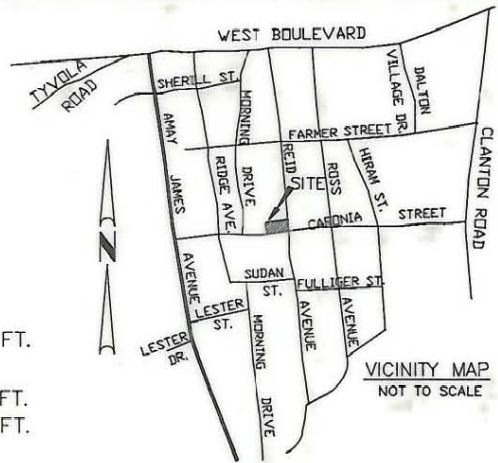 WEST BOULEVARD
TYVOLA
ROAD
SHERILL ST.
VILLAGE DR.
DALTON
MORNING
DRIVE
FARMER STREET
AMAY
JAMES
AVENUE
RIDGE AVE.
REID
ROSS
HIRAM ST.
CLANTON ROAD
SITE
CARONIA STREET
N
SUDAN
ST.
FULLIGER ST.
LESTER
ST.
LESTER
DR.
MORNING
DRIVE
AVENUE
AVENUE
FT.
FT.
FT.
VICINITY MAP
NOT TO SCALE